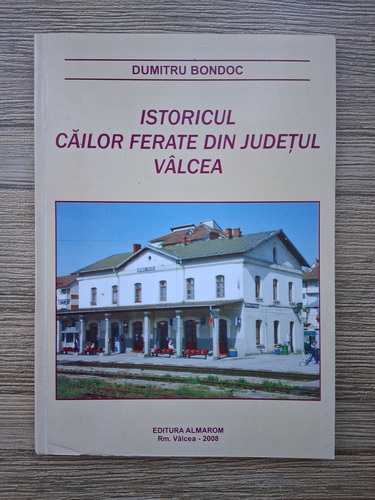 DUMITRU BONDOC
ISTORICUL
CĂILOR FERATE DIN JUDEȚUL
VÂLCEA
EDITURA ALMAROM
Rm. Vâlcea - 2008